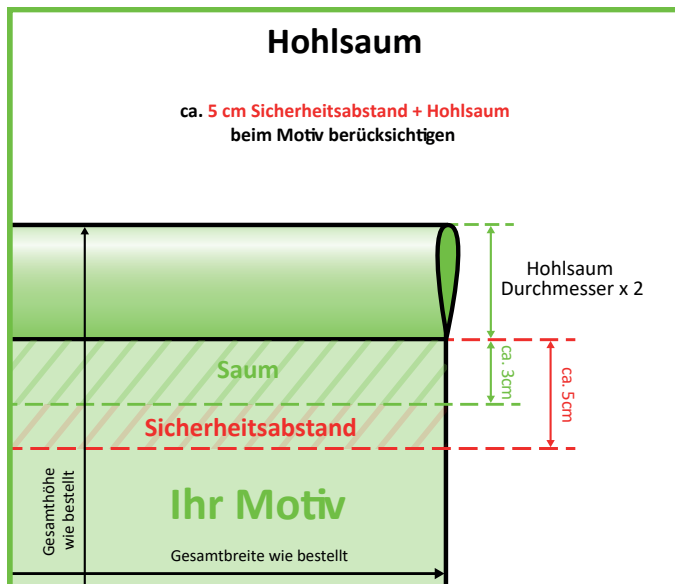 Hohlsaum
ca. 5 cm Sicherheitsabstand + Hohlsaum
beim Motiv berücksichtigen
Hohlsaum
Durchmesser x 2
Saum
ca. 3cm
ca. 5cm
Sicherheitsabstand
Ihr Motiv
Gesamthöhe
wie bestellt
Gesamtbreite wie bestellt